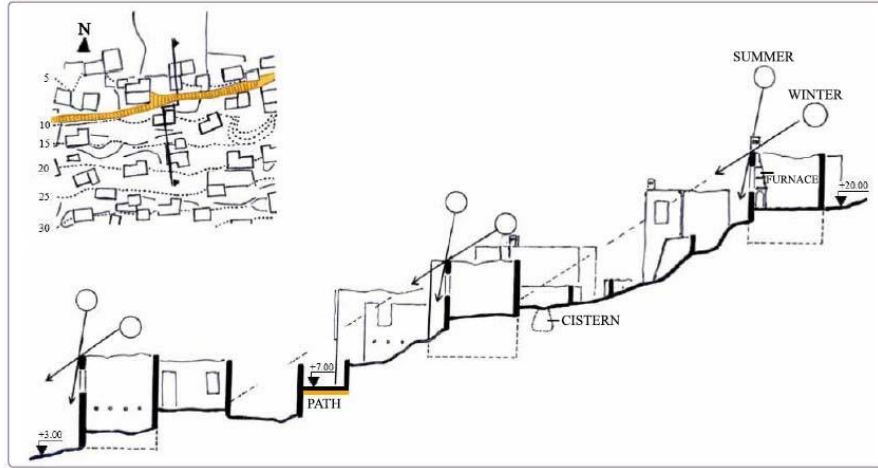 N
5
10
15
20
25
30
SUMMER
WINTER
FURNACE
+20.00
CISTERN
+7.00
PATH
+3.00